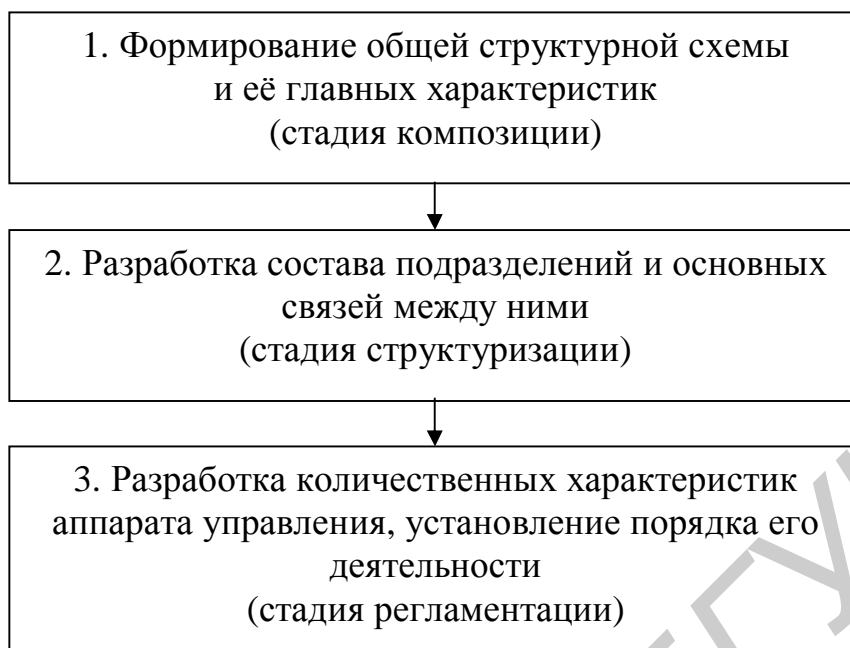 1. Формирование общей структурной схемы
и её главных характеристик
(стадия композиции)
2. Разработка состава подразделений и основных
связей между ними
(стадия структуризации)
3. Разработка количественных характеристик
аппарата управления, установление порядка его
деятельности
(стадия регламентации)